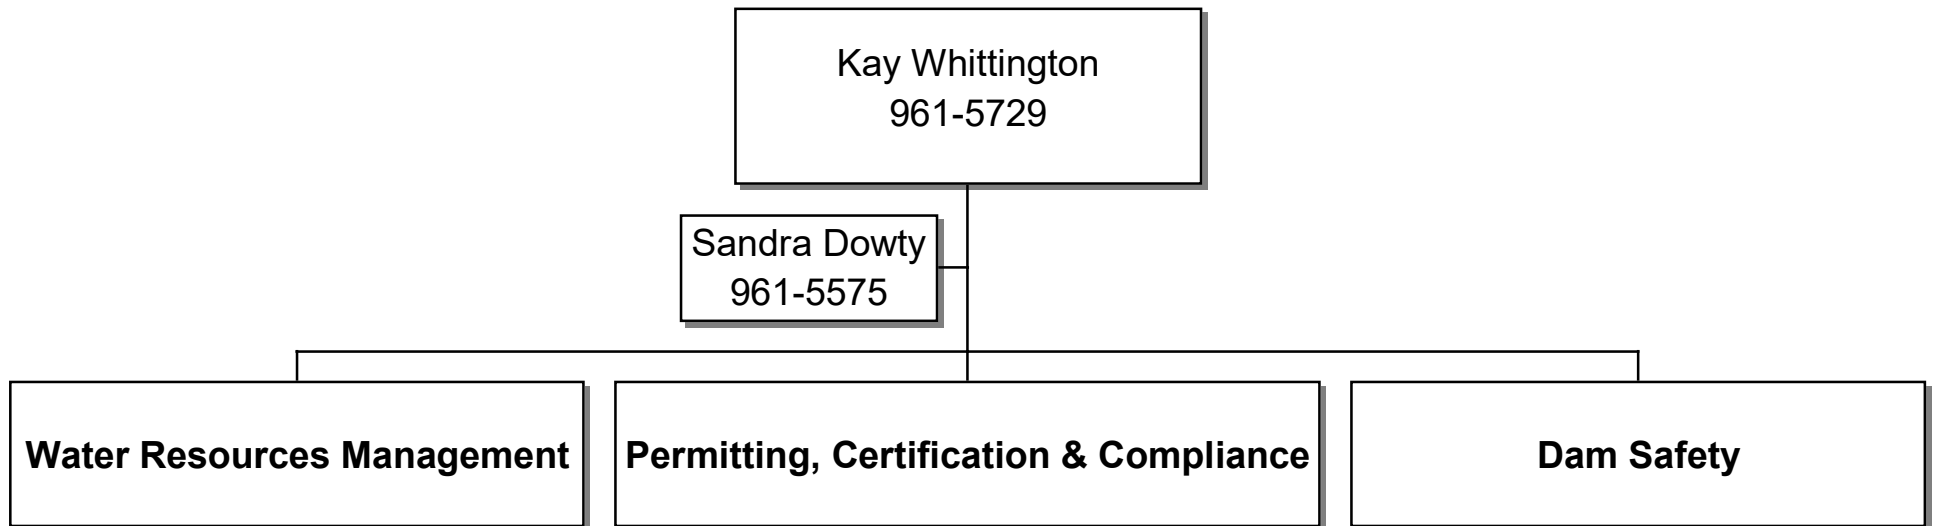 Kay Whittington
961-5729
Sandra Dowty
961-5575
Water Resources Management
Permitting, Certification & Compliance
Dam Safety